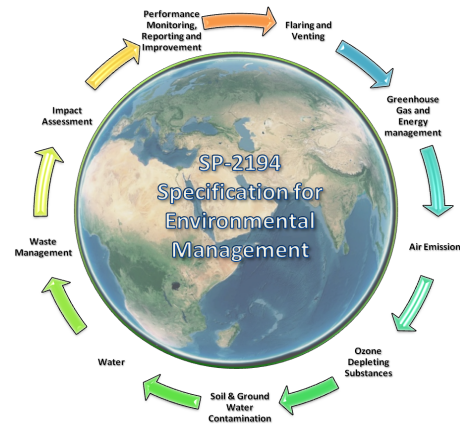 Performance
Monitoring,
Reporting and
Improvement
Flaring and
Venting
Greenhouse
Gas and
Energy
management
Air Emission
Ozone
Depleting
Substances
Soil & Ground
Water
Contamination
Water
Waste
Management
Impact
Assessment
SP-2194
Specification for
Environmental
Management